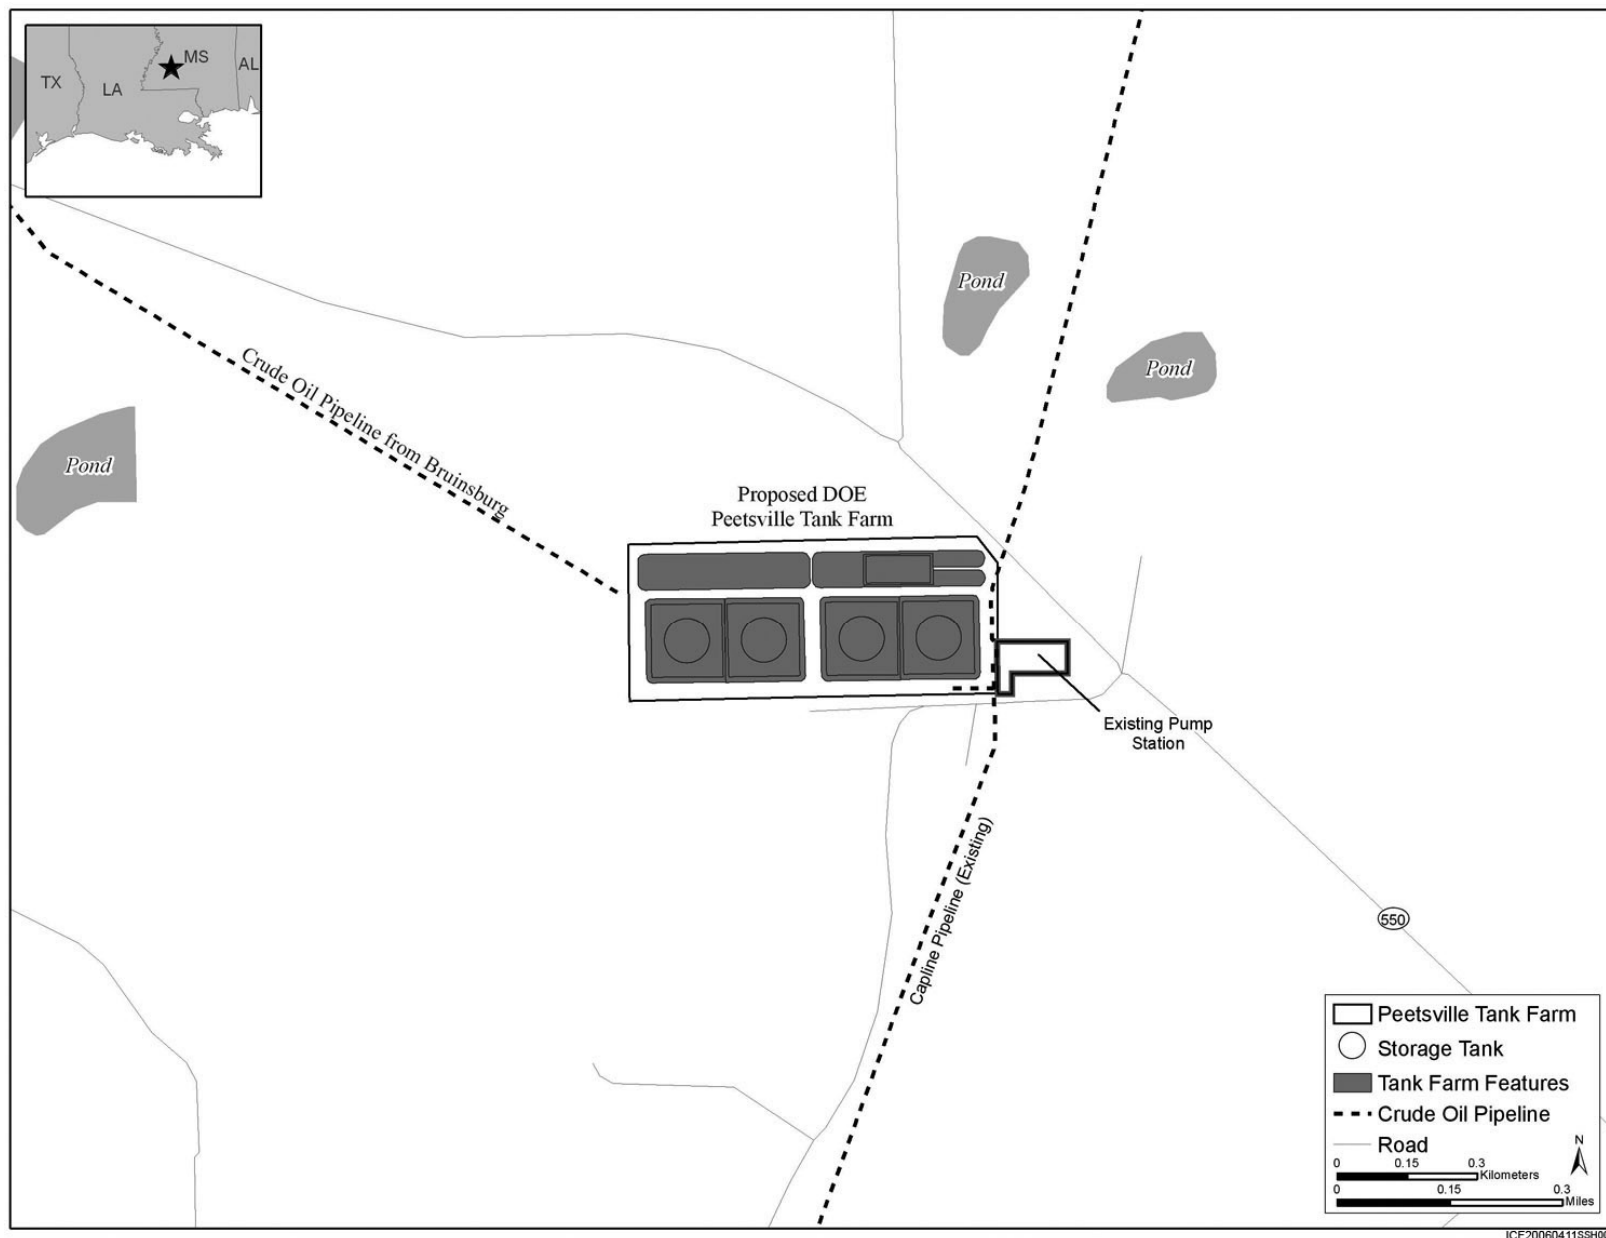 TX
LA
MS
AL
Pond
Pond
Crude Oil Pipeline from Bruinsburg
Pond
Proposed DOE
Peetsville Tank Farm
Existing Pump
Station
Capline Pipeline (Existing)
550
Peetsville Tank Farm
Storage Tank
Tank Farm Features
Crude Oil Pipeline
Road
N
0 0.15 0.3
Kilometers
0 0.15 0.3
Miles